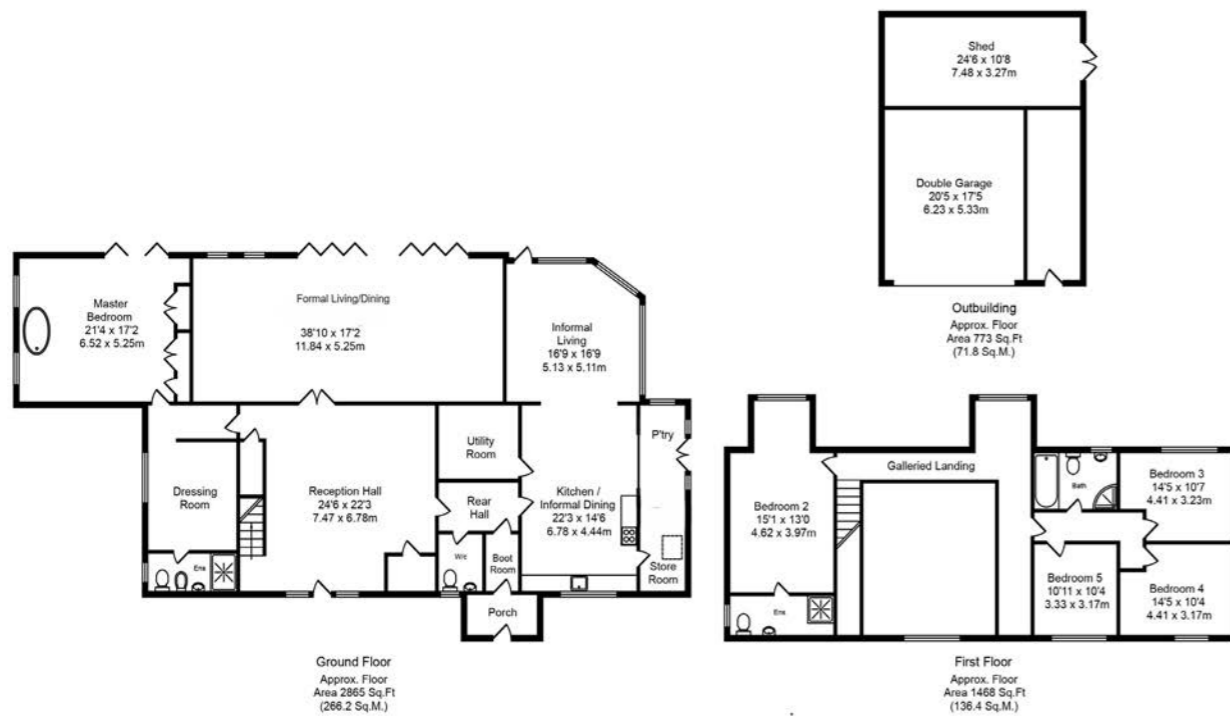 Shed
24'6 x 10'8
7.48 x 3.27m
Double Garage
20'5 x 17'5
6.23 x 5.33m
Outbuilding
Approx. Floor
Area 773 Sq.Ft
(71.8 Sq.M.)
Master
Bedroom
21'4 x 17'2
6.52 x 5.25m
Formal Living/Dining
38'10 x 17'2
11.84 x 5.25m
Informal
Living
16'9 x 16'9
5.13 x 5.11m
Dressing
Room
Ens
Reception Hall
24'6 x 22'3
7.47 x 6.78m
Utility
Room
Rear
Hall
W/c
Boot
Room
Porch
Kitchen /
Informal Dining
22'3 x 14'6
6.78 x 4.44m
P'try
Store
Room
Ground Floor
Approx. Floor
Area 2865 Sq.Ft
(266.2 Sq.M.)
Galleried Landing
Bedroom 2
15'1 x 13'0
4.62 x 3.97m
Ens
Bath
Bedroom 3
14'5 x 10'7
4.41 x 3.23m
Bedroom 5
10'11 x 10'4
3.33 x 3.17m
Bedroom 4
14'5 x 10'4
4.41 x 3.17m
First Floor
Approx. Floor
Area 1468 Sq.Ft
(136.4 Sq.M.)